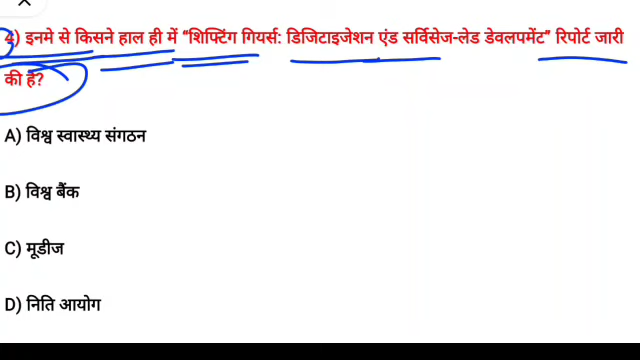 4) इनमे से किसने हाल ही में "शिफ्टिंग गियर्स: डिजिटाइजेशन एंड सर्विसेज-लेड डेवलपमेंट" रिपोर्ट जारी
की है?
A) विश्व स्वास्थ्य संगठन
B) विश्व बैंक
C) मूडीज
D) निति आयोग